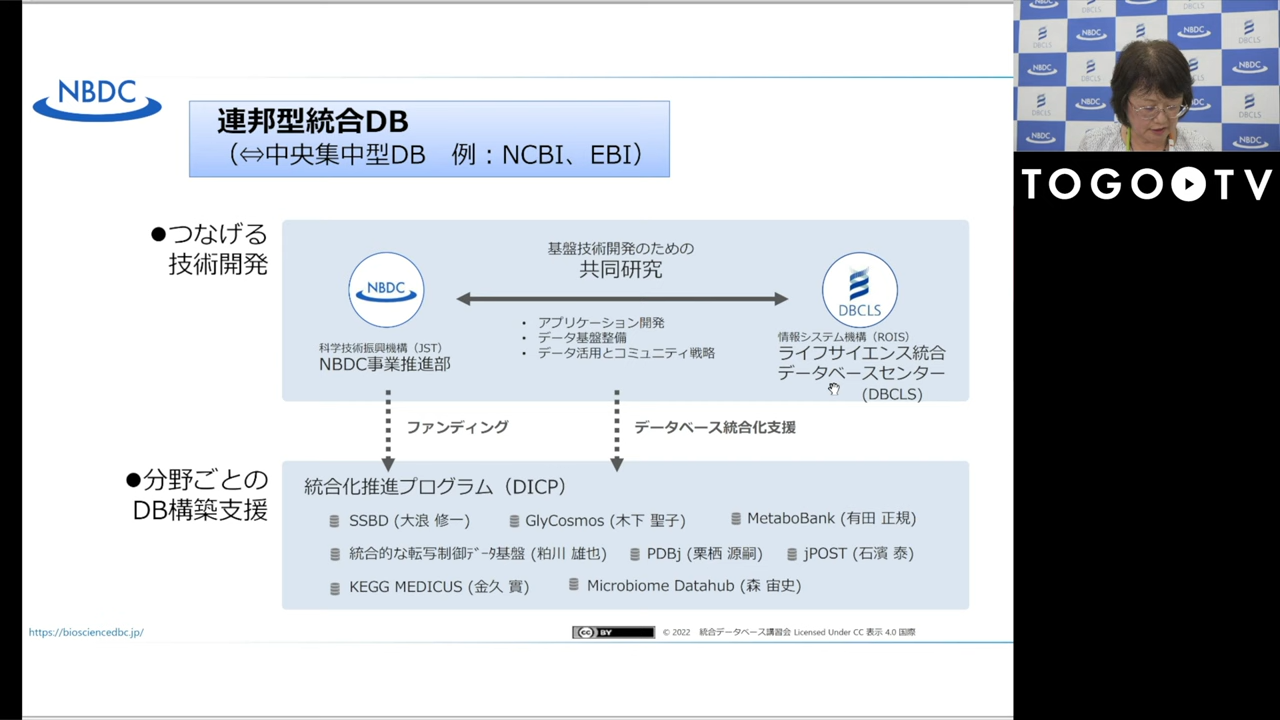 NBDC
連邦型統合DB
（⇔中央集中型DB　例：NCBI、EBI）
●つなげる
技術開発
基盤技術開発のための
共同研究
NBDC
DBCLS
・ アプリケーション開発
・ データ基盤整備
・ データ活用とコミュニティ戦略
科学技術振興機構（JST）
NBDC事業推進部
情報システム機構（ROIS）
ライフサイエンス統合
データベースセンター
(DBCLS)
ファンディング
データベース統合化支援
●分野ごとの
DB構築支援
統合化推進プログラム（DICP）
SSBD (大浪 修一)
GlyCosmos (木下 聖子)
MetaboBank (有田 正規)
統合的な転写制御ﾃﾞｰﾀ基盤 (粕川 雄也)
PDBj (栗栖 源嗣)
jPOST (石濱 泰)
KEGG MEDICUS (金久 實)
Microbiome Datahub (森 宙史)
https://biosciencedbc.jp/
cc BY
© 2022　統合データベース講習会 Licensed Under CC 表示 4.0 国際
TOGO TV
NBDC
DBCLS